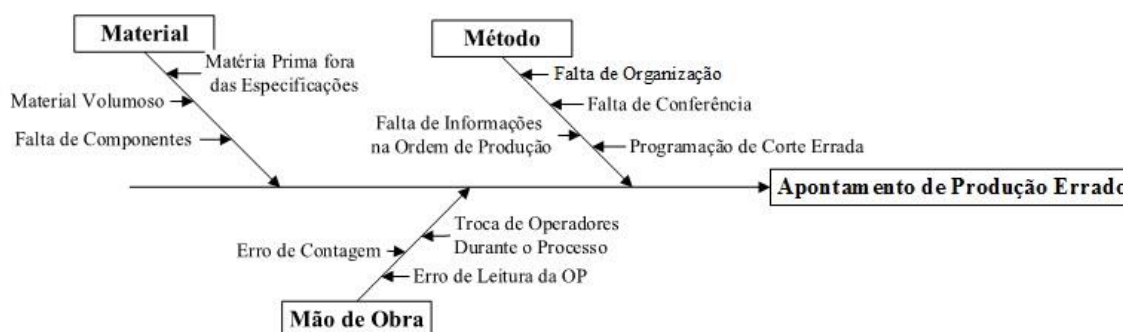 Material
Matéria Prima fora
das Especificações
Material Volumoso
Falta de Componentes
Método
Falta de Organização
Falta de Conferência
Falta de Informações
na Ordem de Produção
Programação de Corte Errada
Apontamento de Produção Errado
Troca de Operadores
Durante o Processo
Erro de Contagem
Erro de Leitura da OP
Mão de Obra